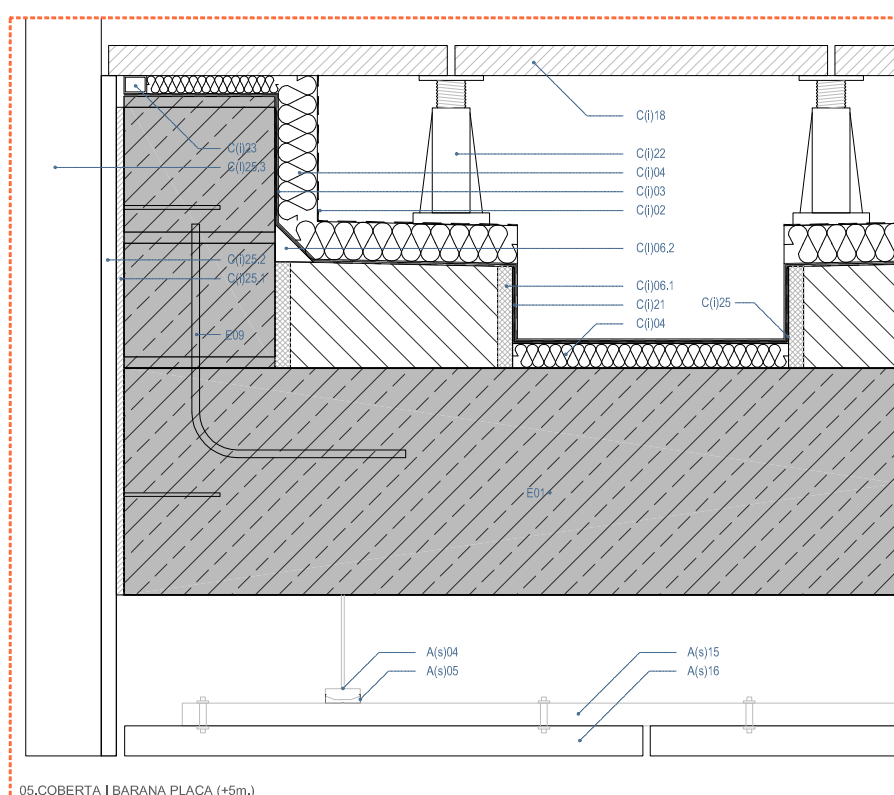 C(i)18
C(i)23
C(i)22
C(i)25.3
C(i)04
C(i)03
C(i)02
C(i)06.2
C(i)25.2
C(i)25.1
C(i)06.1
C(i)21
C(i)25
C(i)04
E09
E01
A(s)04
A(s)15
A(s)05
A(s)16
05.COBERTA I BARANA PLACA (+5m.)